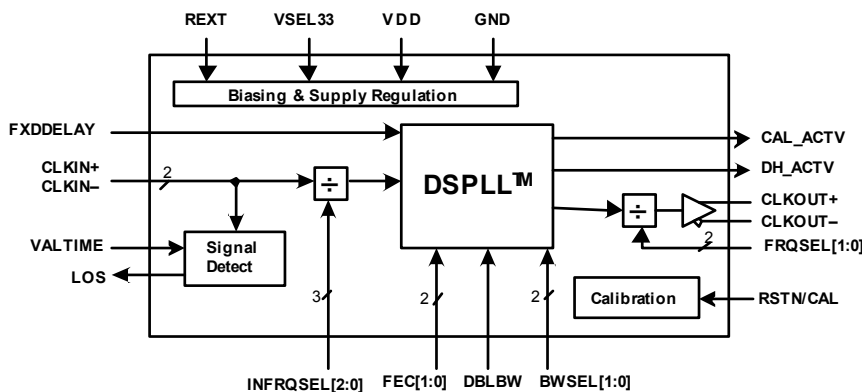 REXT VSEL33 VDD GND
Biasing & Supply Regulation
FXDDELAY
CAL_ACTV
CLKIN+
CLKIN–
2
÷
DSPLL™
DH_ACTV
÷
CLKOUT+
CLKOUT–
2
FRQSEL[1:0]
VALTIME
LOS
Signal
Detect
3
2
2
Calibration
RSTN/CAL
INFRQSEL[2:0] FEC[1:0] DBLBW BWSEL[1:0]